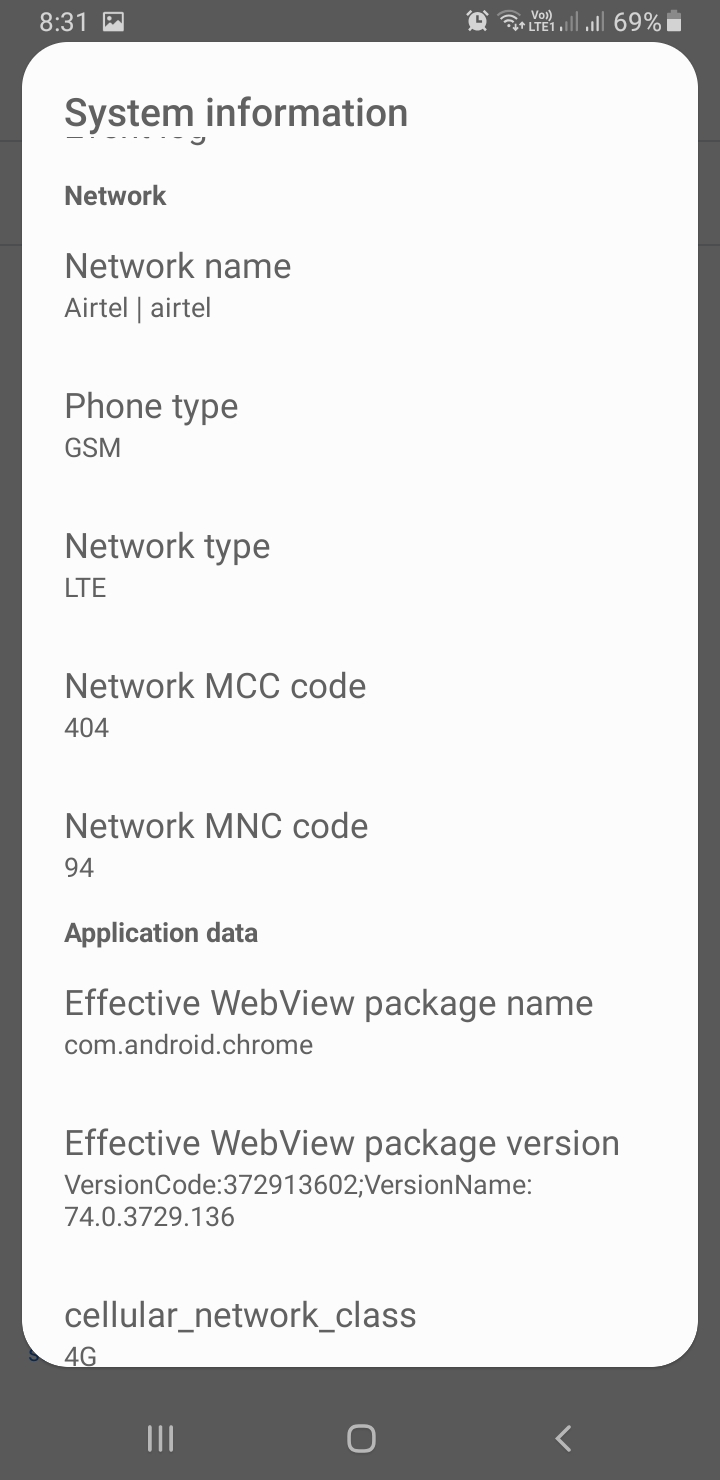 8:31
Vo)) LTE1 69%
System information
Event log
Network
Network name
Airtel | airtel
Phone type
GSM
Network type
LTE
Network MCC code
404
Network MNC code
94
Application data
Effective WebView package name
com.android.chrome
Effective WebView package version
VersionCode:372913602;VersionName:
74.0.3729.136
cellular_network_class
4G